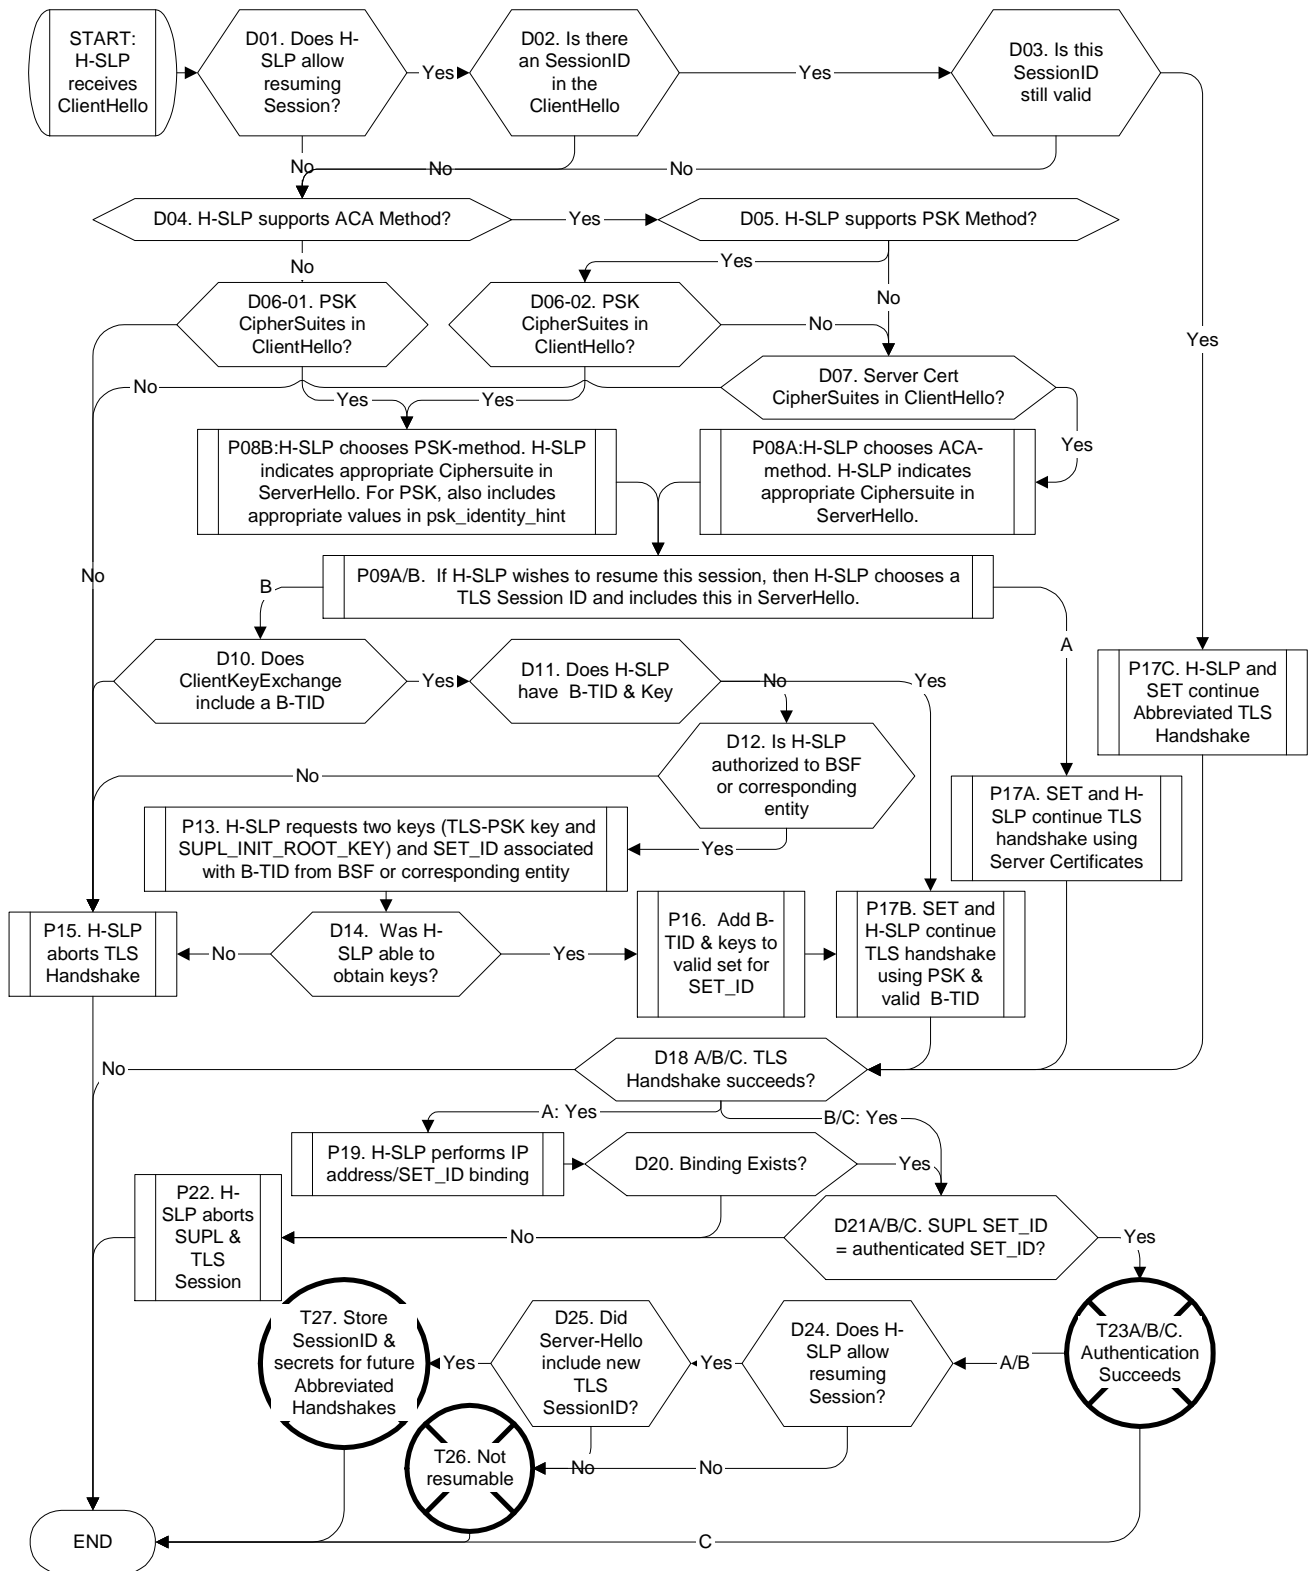 START:
H-SLP
receives
ClientHello
D01. Does H-
SLP allow
resuming
Session?
Yes
D02. Is there
an SessionID
in the
ClientHello
Yes
D03. Is this
SessionID
still valid
No
No
No
D04. H-SLP supports ACA Method?
Yes
D05. H-SLP supports PSK Method?
No
Yes
No
D06-01. PSK
CipherSuites in
ClientHello?
D06-02. PSK
CipherSuites in
ClientHello?
No
Yes
D07. Server Cert
CipherSuites in ClientHello?
No
Yes
Yes
Yes
P08B:H-SLP chooses PSK-method. H-SLP
indicates appropriate Ciphersuite in
ServerHello. For PSK, also includes
appropriate values in psk_identity_hint
P08A:H-SLP chooses ACA-
method. H-SLP indicates
appropriate Ciphersuite in
ServerHello.
No
P09A/B.  If H-SLP wishes to resume this session, then H-SLP chooses a
TLS Session ID and includes this in ServerHello.
B
A
D10. Does
ClientKeyExchange
include a B-TID
Yes
D11. Does H-SLP
have  B-TID & Key
No
Yes
P17C. H-SLP and
SET continue
Abbreviated TLS
Handshake
D12. Is H-SLP
authorized to BSF
or corresponding
entity
No
P17A. SET and H-
SLP continue TLS
handshake using
Server Certificates
P13. H-SLP requests two keys (TLS-PSK key and
SUPL_INIT_ROOT_KEY) and SET_ID associated
with B-TID from BSF or corresponding entity
Yes
P15. H-SLP
aborts TLS
Handshake
No
D14.  Was H-
SLP able to
obtain keys?
Yes
P16.  Add B-
TID & keys to
valid set for
SET_ID
P17B. SET and
H-SLP continue
TLS handshake
using PSK &
valid  B-TID
No
D18 A/B/C. TLS
Handshake succeeds?
A: Yes
B/C: Yes
P19. H-SLP performs IP
address/SET_ID binding
D20. Binding Exists?
Yes
P22. H-
SLP aborts
SUPL &
TLS
Session
No
D21A/B/C. SUPL SET_ID
= authenticated SET_ID?
Yes
T27. Store
SessionID &
secrets for future
Abbreviated
Handshakes
Yes
D25. Did
Server-Hello
include new
TLS
SessionID?
Yes
D24. Does H-
SLP allow
resuming
Session?
A/B
T23A/B/C.
Authentication
Succeeds
T26. Not
resumable
No
No
END
C